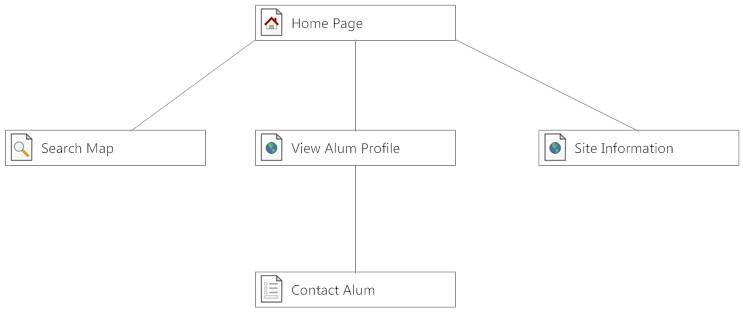 Home Page
Search Map
View Alum Profile
Site Information
Contact Alum